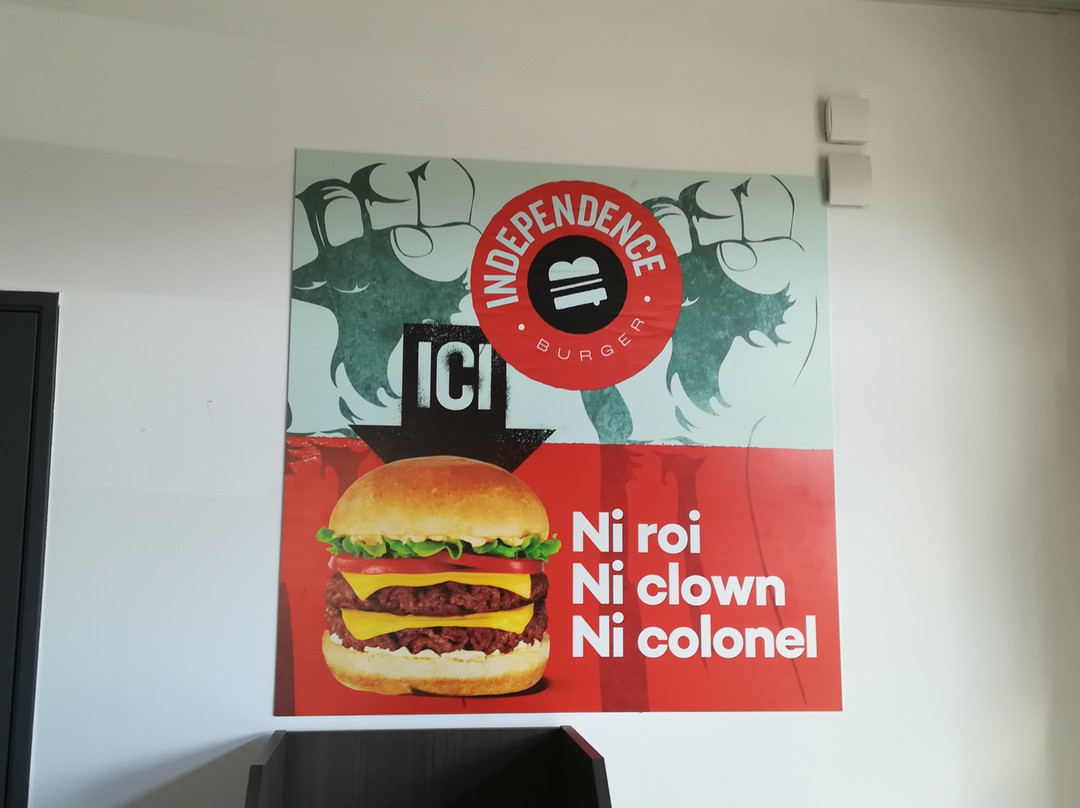 INDEPENDENCE
• BURGER •
ICI
Ni roi
Ni clown
Ni colonel